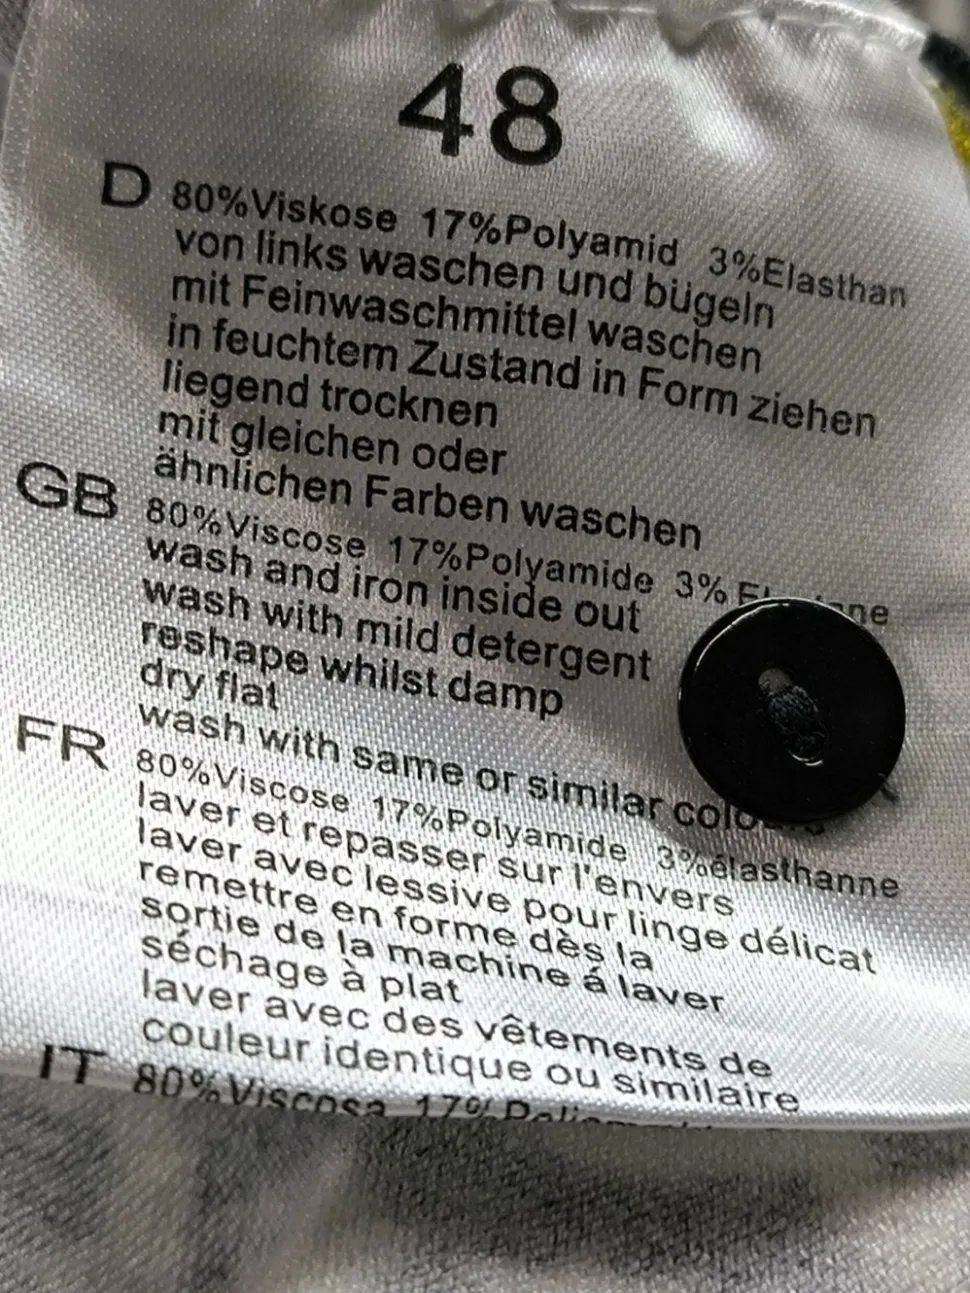 48
D 80%Viskose 17%Polyamid 3%Elasthan
von links waschen und bügeln
mit Feinwaschmittel waschen
in feuchtem Zustand in Form ziehen
liegend trocknen
mit gleichen oder
ähnlichen Farben waschen
GB 80%Viscose 17%Polyamide 3%
wash and iron inside out
wash with mild detergent
reshape whilst damp
dry flat
wash with same or similar
FR 80%Viscose 17%Polyamide 3%élasthanne
laver et repasser sur l'envers
laver avec lessive pour linge délicat
remettre en forme dès la
sortie de la machine á laver
séchage à plat
laver avec des vêtements de
couleur identique ou similaire
IT 80%Viscosa 17%